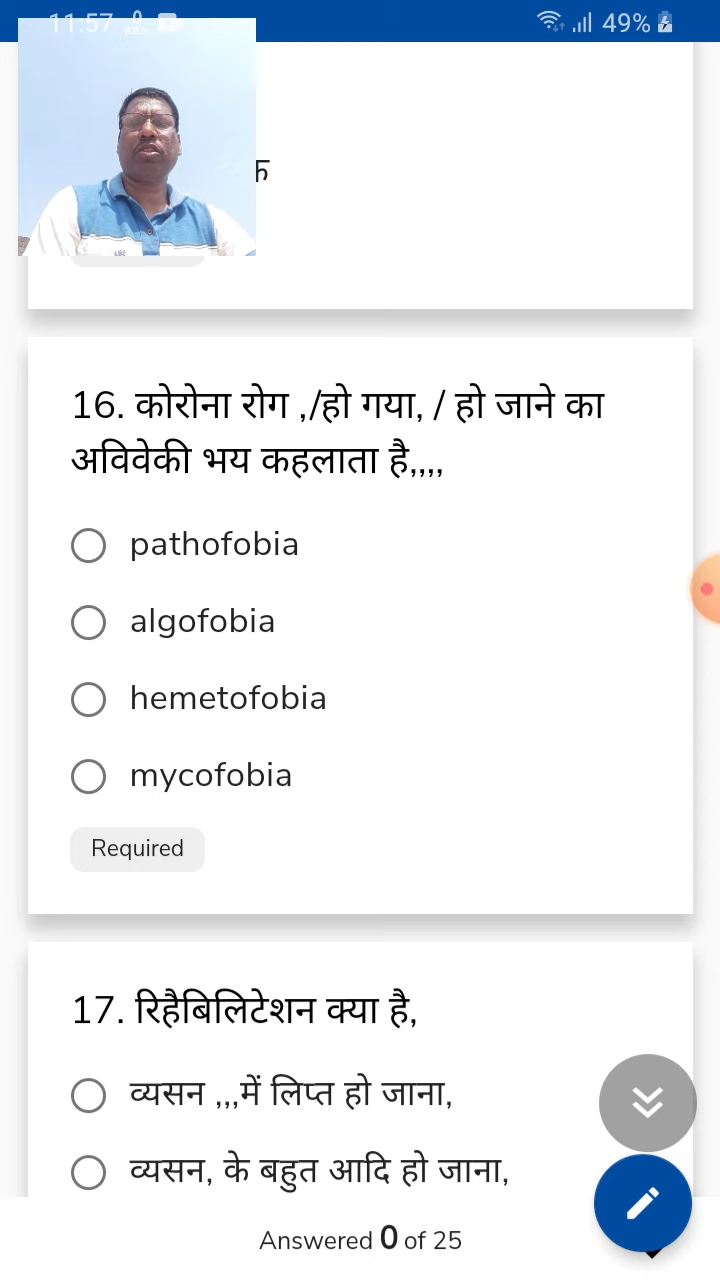 11:57
49%
16. कोरोना रोग ,/हो गया, / हो जाने का
अविवेकी भय कहलाता है,,,,
pathofobia
algofobia
hemetofobia
mycofobia
Required
17. रिहैबिलिटेशन क्या है,
व्यसन ,,,में लिप्त हो जाना,
व्यसन, के बहुत आदि हो जाना,
Answered 0 of 25